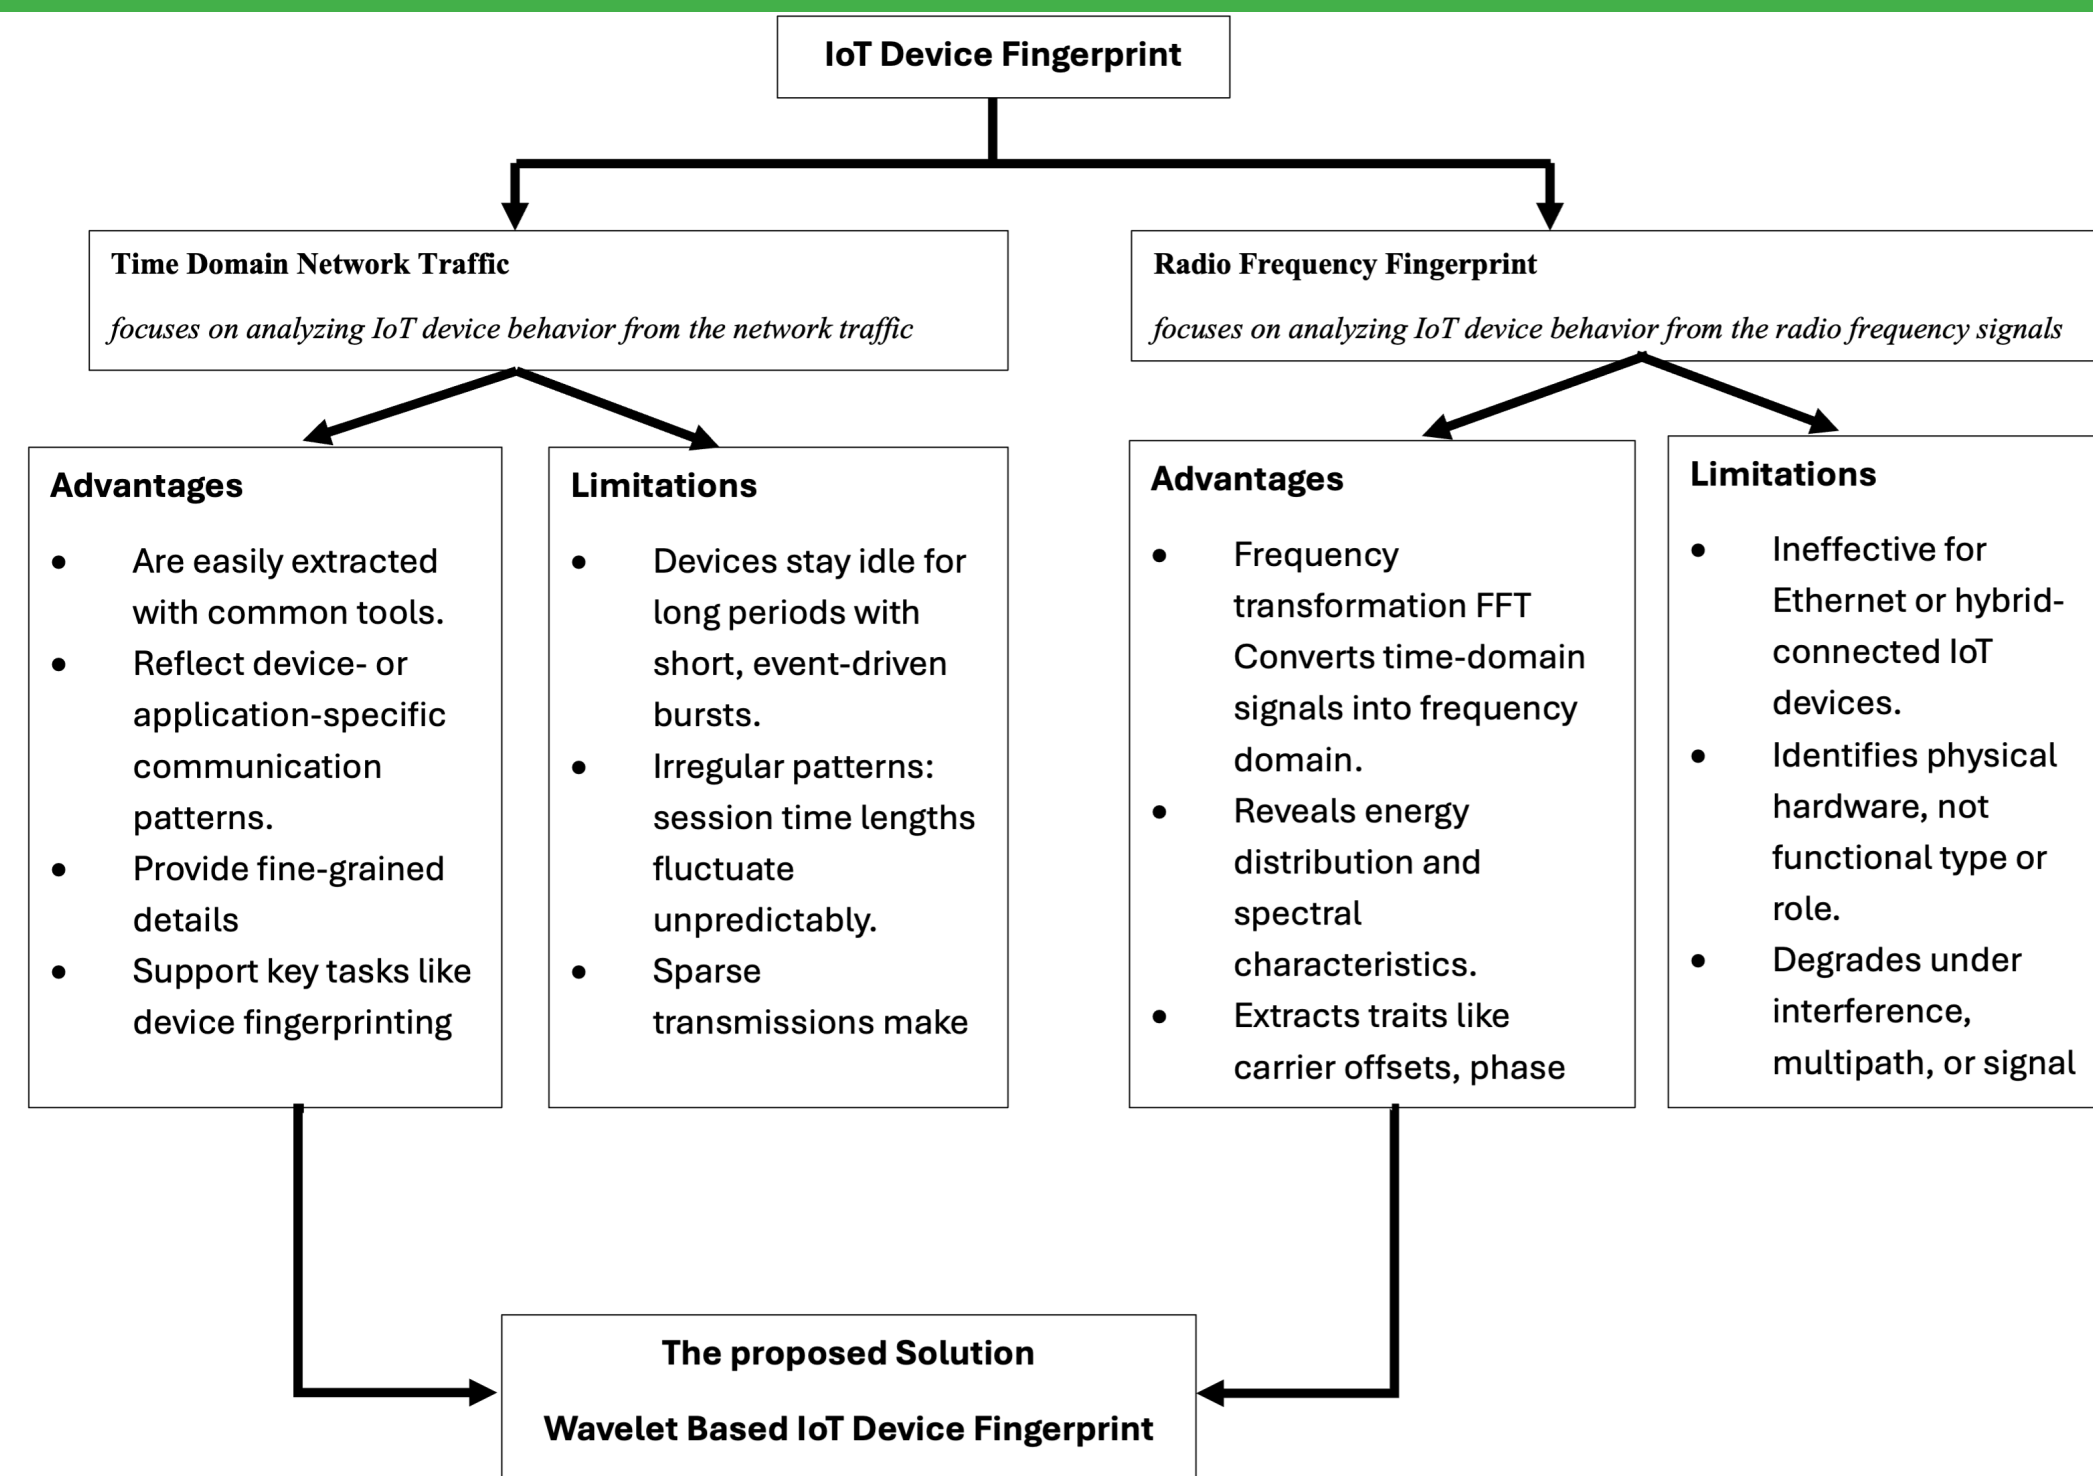 IoT Device Fingerprint
Time Domain Network Traffic
focuses on analyzing IoT device behavior from the network traffic
Radio Frequency Fingerprint
focuses on analyzing IoT device behavior from the radio frequency signals
Advantages
• Are easily extracted
with common tools.
• Reflect device- or
application-specific
communication
patterns.
• Provide fine-grained
details
• Support key tasks like
device fingerprinting
Limitations
• Devices stay idle for
long periods with
short, event-driven
bursts.
• Irregular patterns:
session time lengths
fluctuate
unpredictably.
• Sparse
transmissions make
Advantages
• Frequency
transformation FFT
Converts time-domain
signals into frequency
domain.
• Reveals energy
distribution and
spectral
characteristics.
• Extracts traits like
carrier offsets, phase
Limitations
• Ineffective for
Ethernet or hybrid-
connected IoT
devices.
• Identifies physical
hardware, not
functional type or
role.
• Degrades under
interference,
multipath, or signal
The proposed Solution
Wavelet Based IoT Device Fingerprint